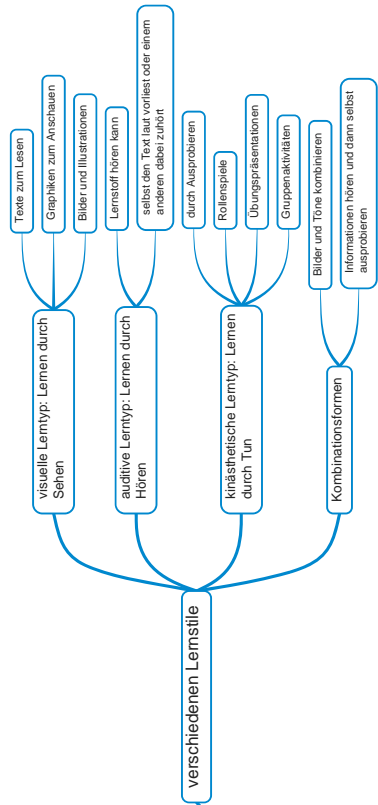 verschiedenen Lernstile
visuelle Lerntyp: Lernen durch
Sehen
Texte zum Lesen
Graphiken zum Anschauen
Bilder und Illustrationen
auditive Lerntyp: Lernen durch
Hören
Lernstoff hören kann
selbst den Text laut vorliest oder einem
anderen dabei zuhört
kinästhetische Lerntyp: Lernen
durch Tun
durch Ausprobieren
Rollenspiele
Übungspräsentationen
Gruppenaktivitäten
Kombinationsformen
Bilder und Töne kombinieren
Informationen hören und dann selbst
ausprobieren